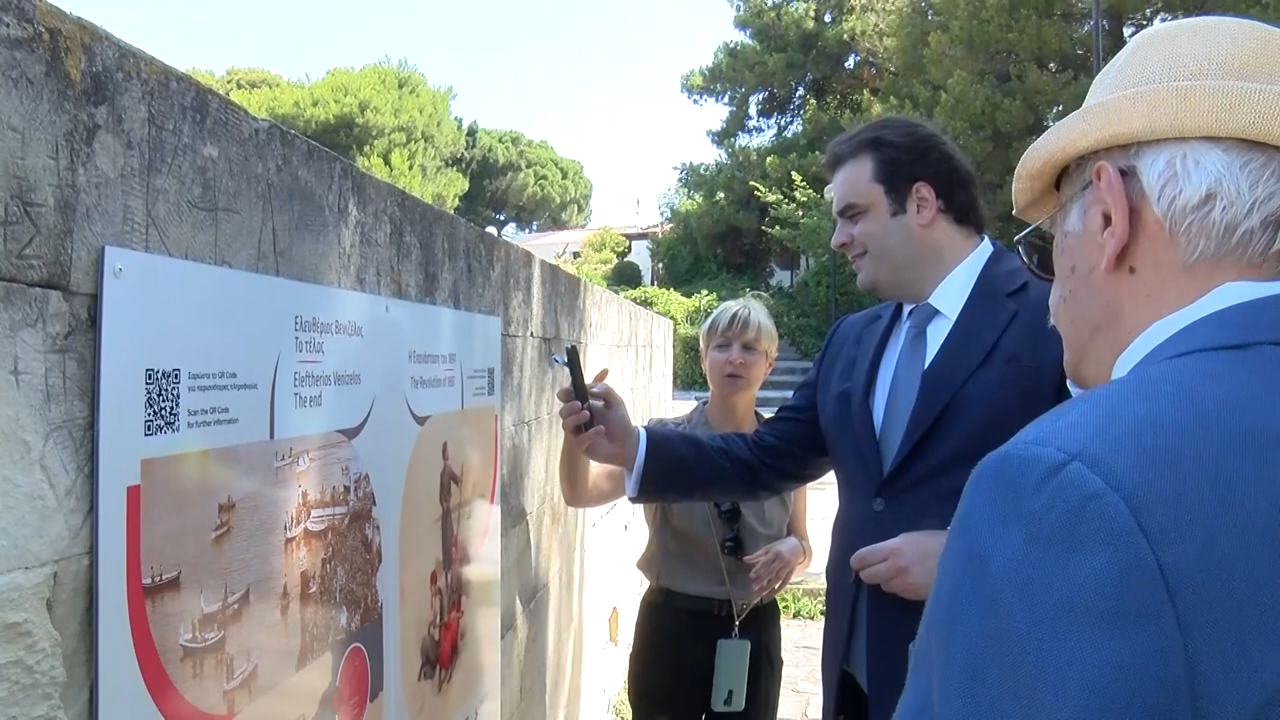 Ελευθέριος Βενιζέλος
Το τέλος
Eleftherios Venizelos
The end
Σαρώστε το QR Code
για περισσότερες πληροφορίες
Scan the QR Code
for further information
Η Επανάσταση του 1897
The Revolution of 1897